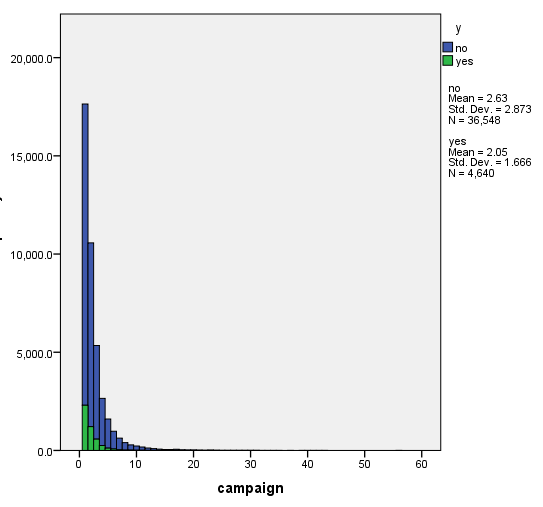 y
no
yes
no
Mean = 2.63
Std. Dev. = 2.873
N = 36,548
yes
Mean = 2.05
Std. Dev. = 1.666
N = 4,640
20,000.0
15,000.0
10,000.0
5,000.0
0.0
0 10 20 30 40 50 60
campaign